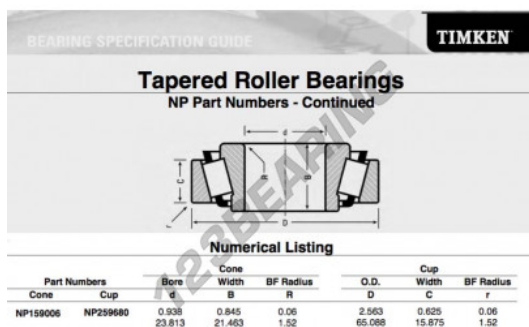 BEARING SPECIFICATION GUIDE
TIMKEN
Tapered Roller Bearings
NP Part Numbers - Continued
d
C
R
B
r
D
123BEARING
Numerical Listing
Cone Cup
Part Numbers Bore Width BF Radius O.D. Width BF Radius
Cone Cup d B R D C r
NP159006 NP259680 0.938 0.845 0.06 2.563 0.625 0.06
23.813 21.463 1.52 65.088 15.875 1.52